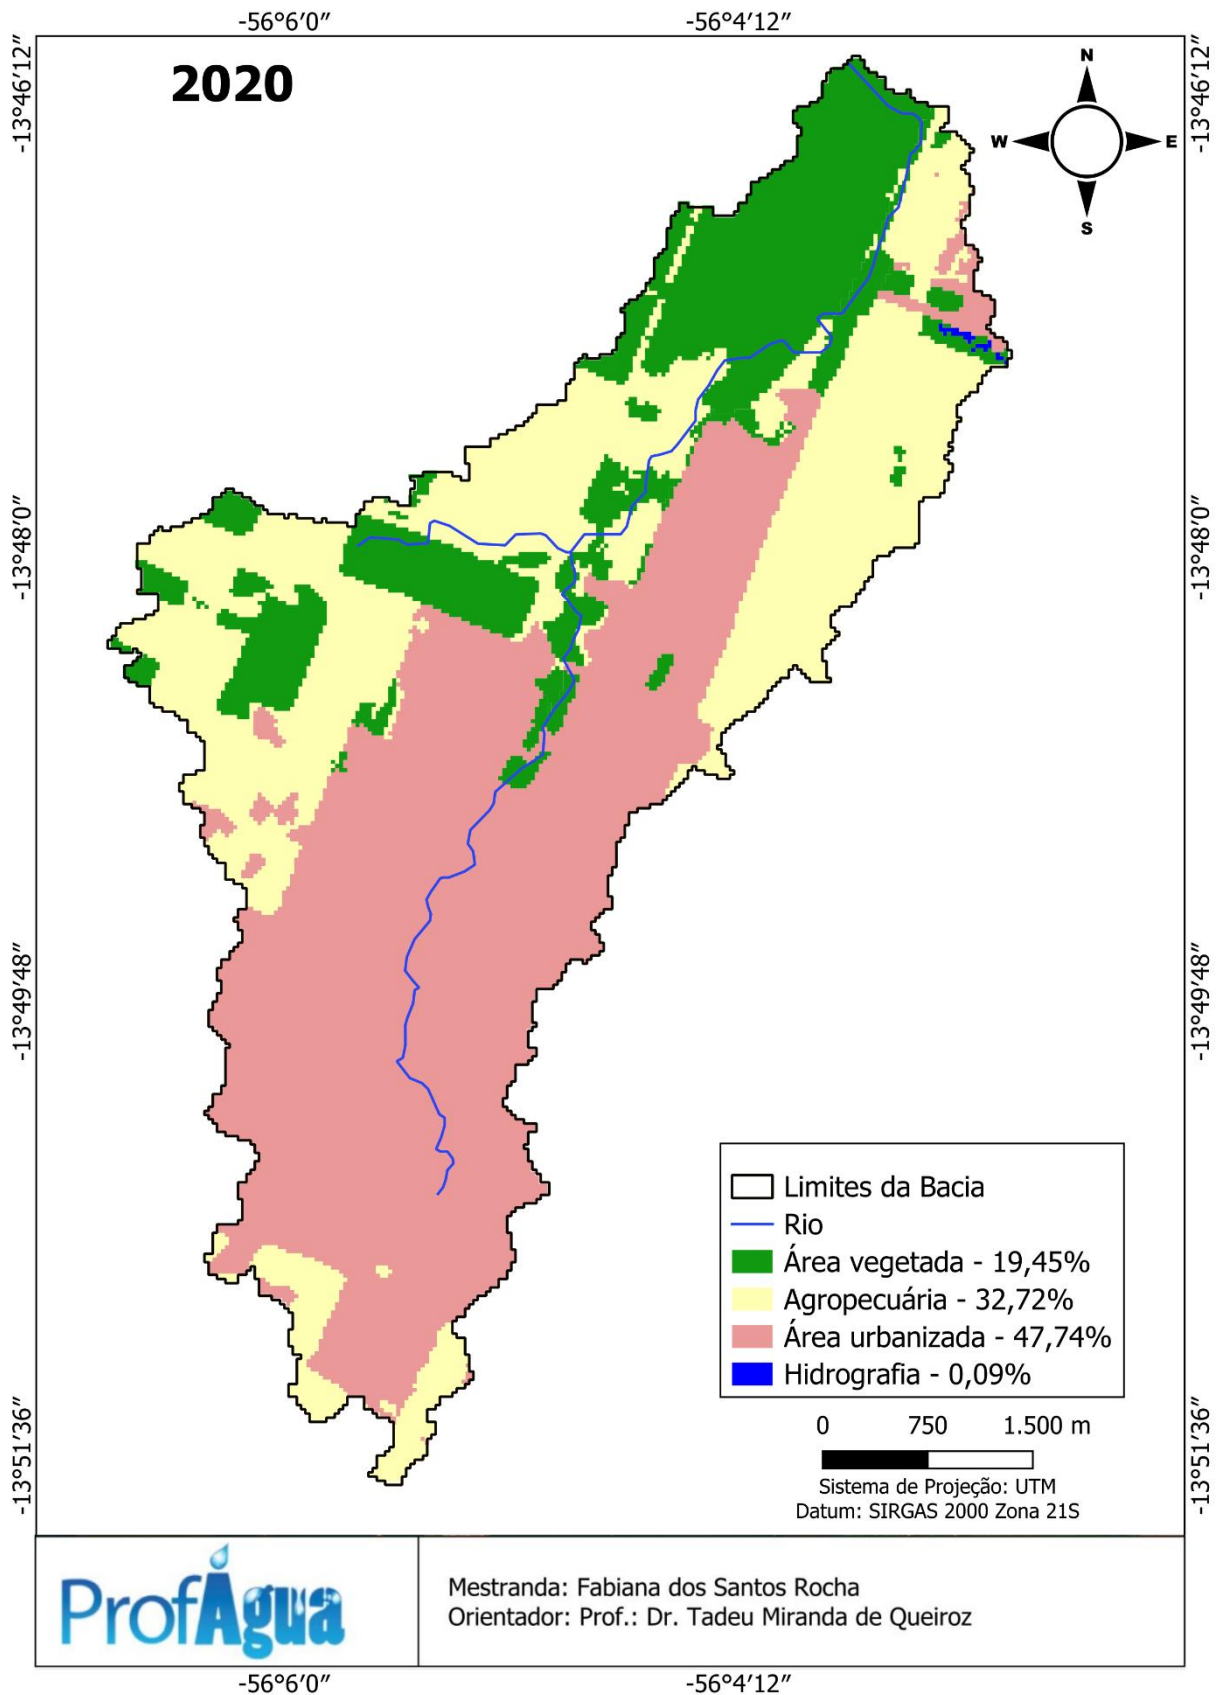 -56°6′0″ -56°4′12″
-13°46′12″ -13°46′12″
2020
N
W E
S
-13°48′0″ -13°48′0″
-13°49′48″ -13°49′48″
Limites da Bacia
Rio
Área vegetada - 19,45%
Agropecuária - 32,72%
Área urbanizada - 47,74%
Hidrografia - 0,09%
-13°51′36″ -13°51′36″
0 750 1.500 m
Sistema de Projeção: UTM
Datum: SIRGAS 2000 Zona 21S
ProfÁgua
Mestranda: Fabiana dos Santos Rocha
Orientador: Prof.: Dr. Tadeu Miranda de Queiroz
-56°6′0″ -56°4′12″